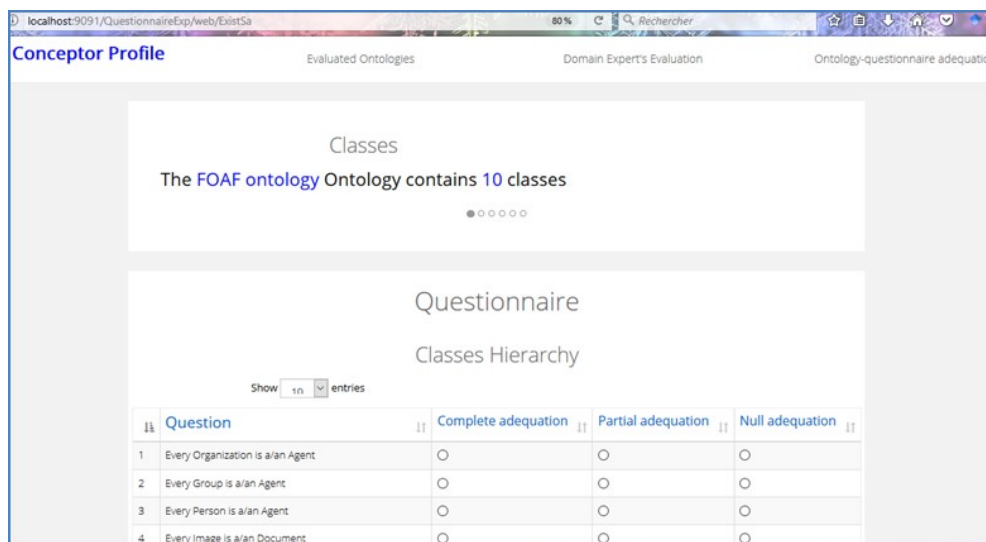 localhost:9091/QuestionnaireExp/web/ExistSa
80 %
Rechercher
Conceptor Profile
Evaluated Ontologies
Domain Expert's Evaluation
Ontology-questionnaire adequatio
Classes
The FOAF ontology Ontology contains 10 classes
Questionnaire
Classes Hierarchy
Show 10 entries
Question Complete adequation Partial adequation Null adequation
1 Every Organization is a/an Agent
2 Every Group is a/an Agent
3 Every Person is a/an Agent
4 Every Image is a/an Document